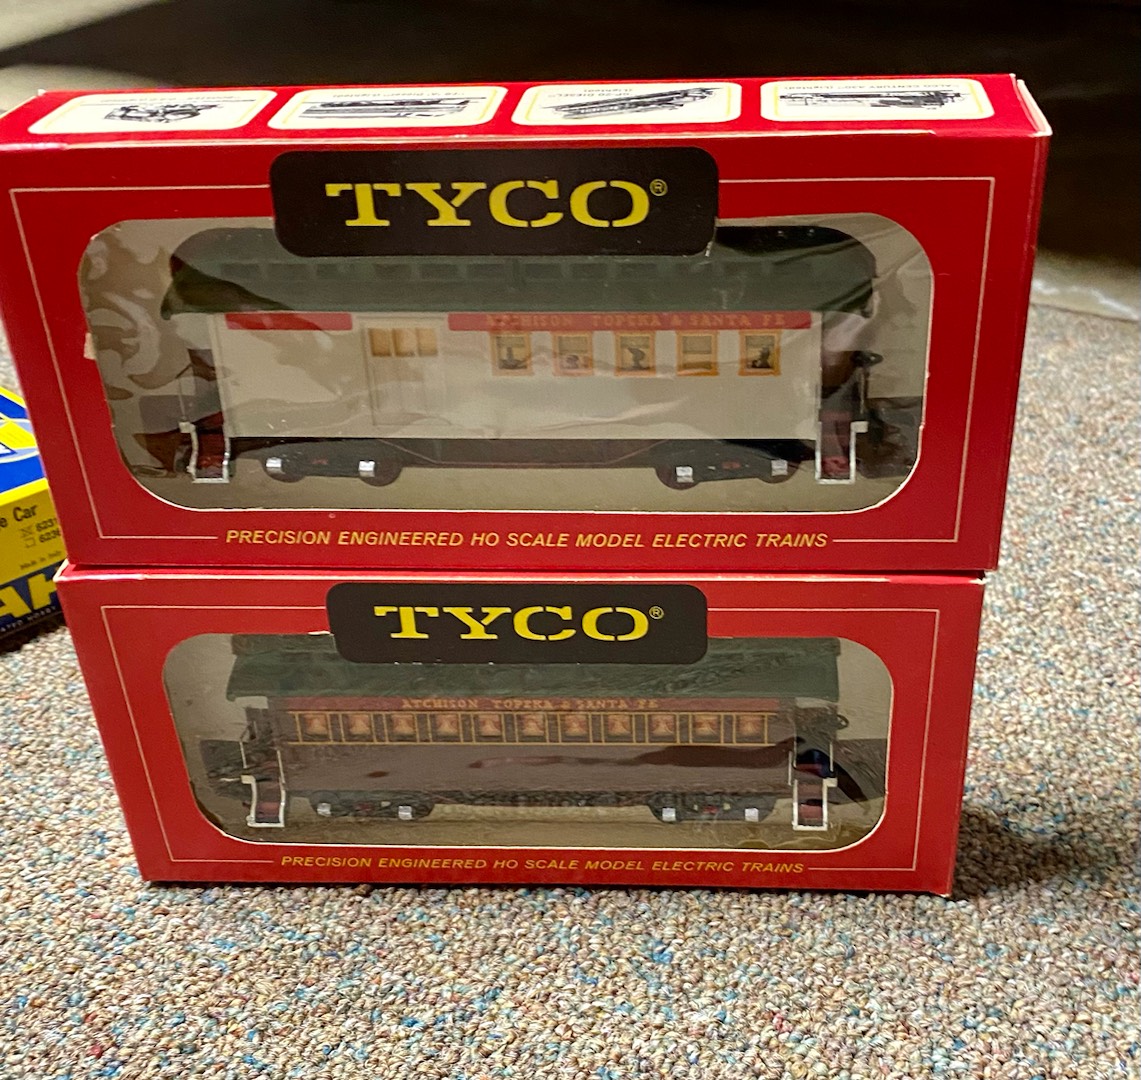 TYCO®
ATCHISON TOPEKA & SANTA FE
PRECISION ENGINEERED HO SCALE MODEL ELECTRIC TRAINS
TYCO®
ATCHISON TOPEKA & SANTA FE
PRECISION ENGINEERED HO SCALE MODEL ELECTRIC TRAINS
Car